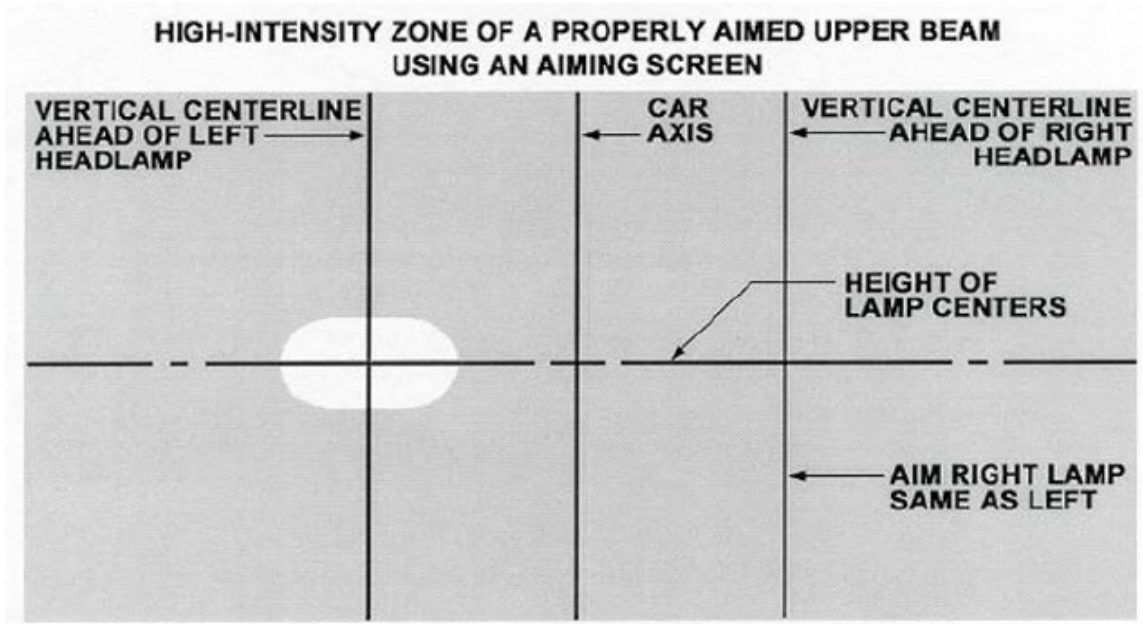 HIGH-INTENSITY ZONE OF A PROPERLY AIMED UPPER BEAM
USING AN AIMING SCREEN
VERTICAL CENTERLINE
AHEAD OF LEFT
HEADLAMP
CAR
AXIS
VERTICAL CENTERLINE
AHEAD OF RIGHT
HEADLAMP
HEIGHT OF
LAMP CENTERS
AIM RIGHT LAMP
SAME AS LEFT